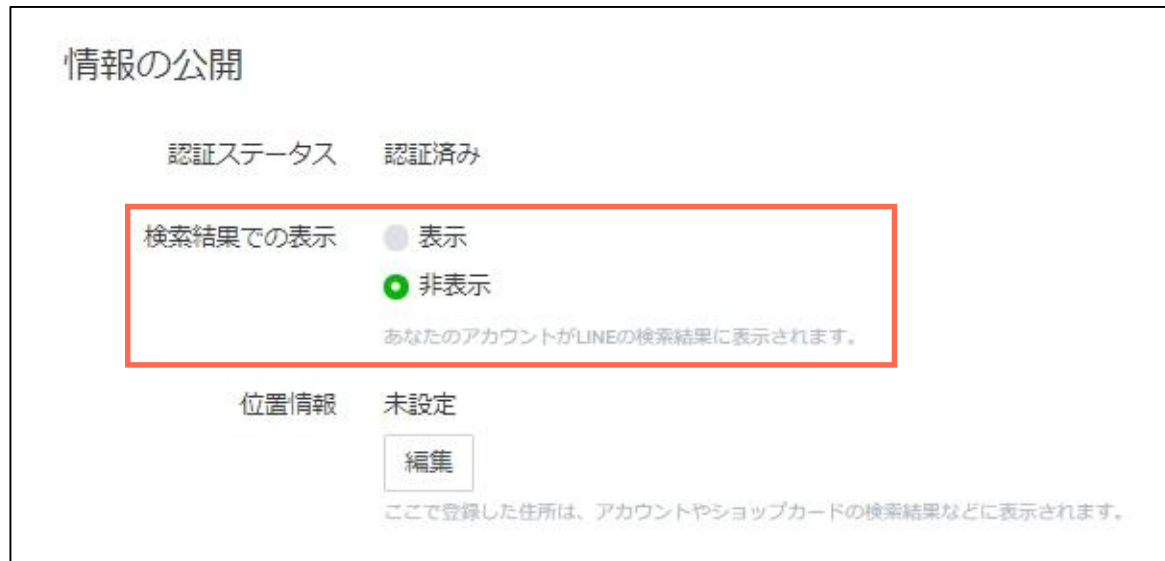 情報の公開
認証ステータス 認証済み
検索結果での表示 表示
非表示
あなたのアカウントがLINEの検索結果に表示されます。
位置情報 未設定
編集
ここで登録した住所は、アカウントやショップカードの検索結果などに表示されます。